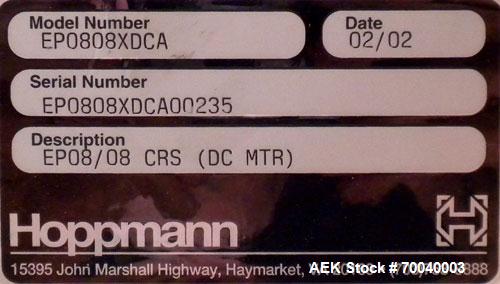 Model Number Date
EP0808XDCA 02/02
Serial Number
EP0808XDCA00235
Description
EP08/08 CRS (DC MTR)
Hoppmann
15395 John Marshall Highway, Haymarket, 888
AEK Stock # 70040003